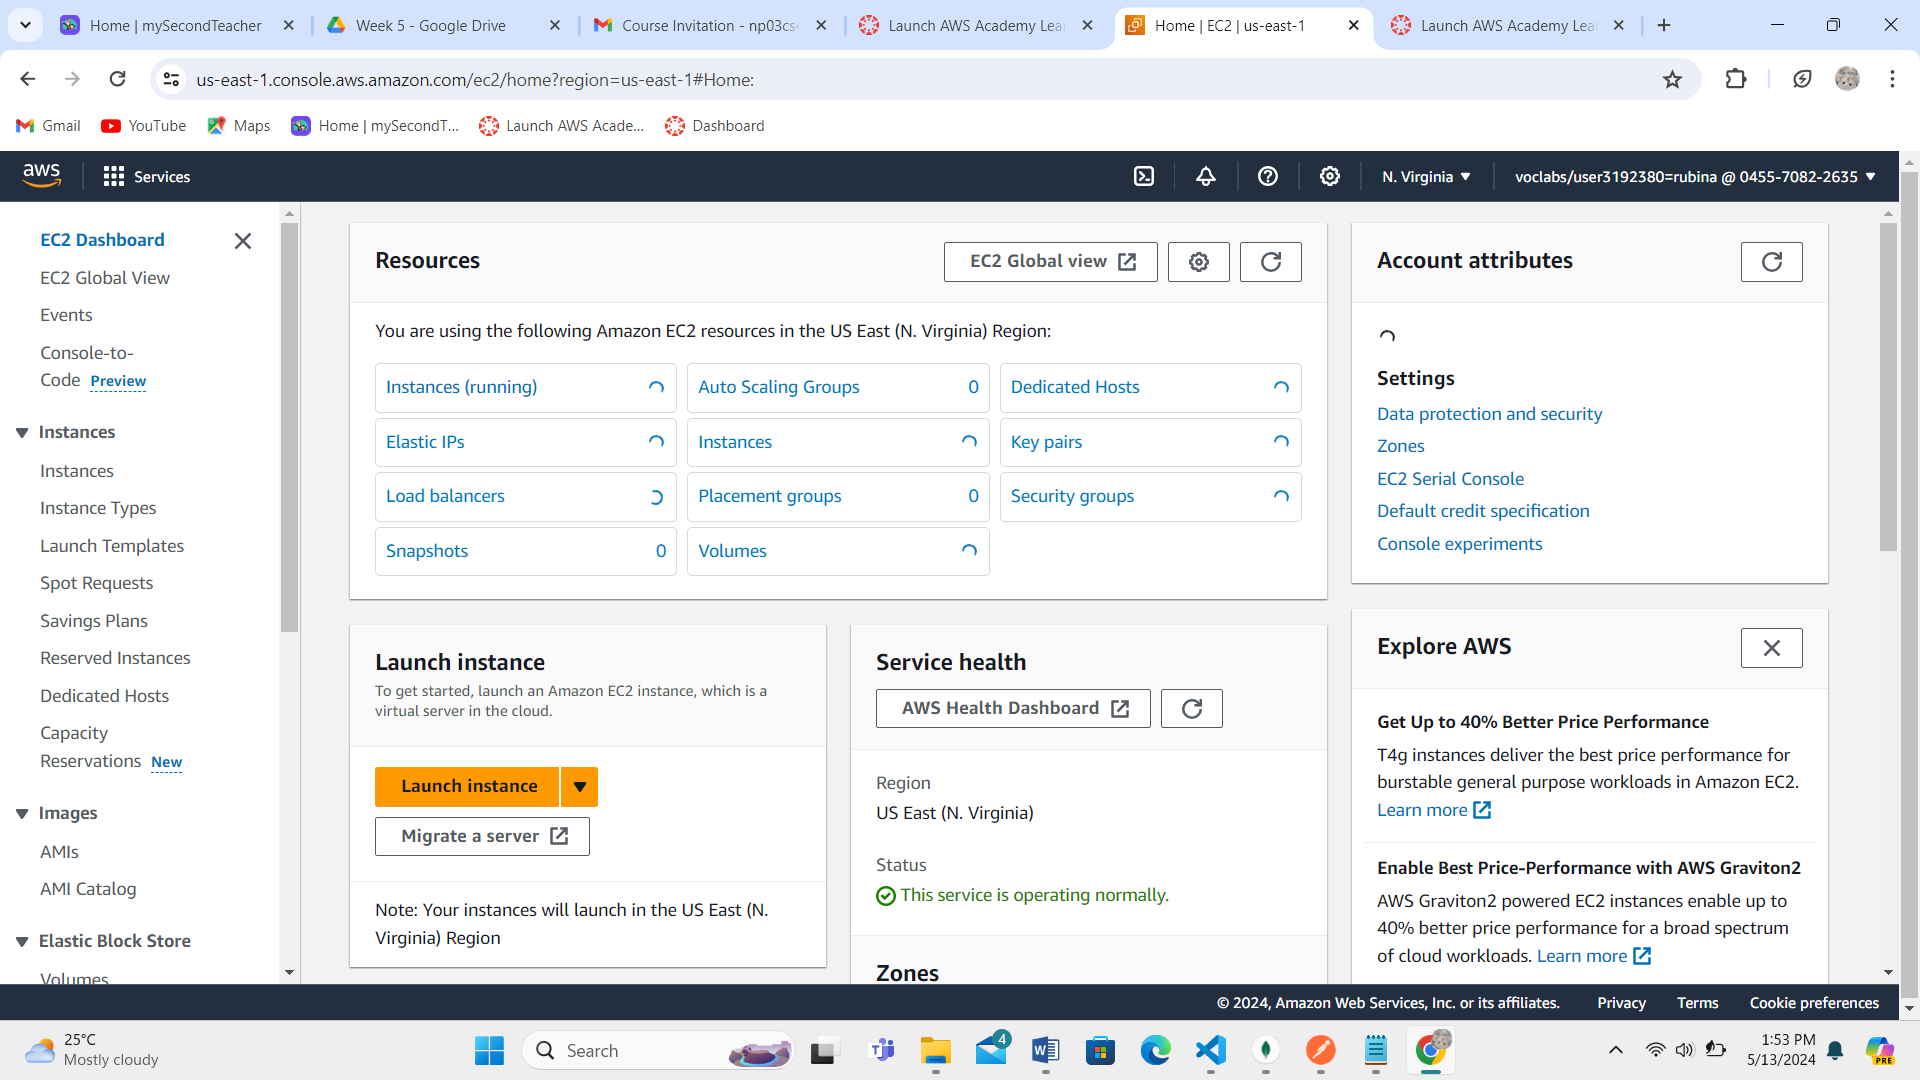 Home | mySecondTeacher
Week 5 - Google Drive
Course Invitation - np03cs4
Launch AWS Academy Lear
Home | EC2 | us-east-1
Launch AWS Academy Lea
us-east-1.console.aws.amazon.com/ec2/home?region=us-east-1#Home:
Gmail
YouTube
Maps
Home | mySecondT...
Launch AWS Acade...
Dashboard
aws
Services
N. Virginia
voclabs/user3192380=rubina @ 0455-7082-2635
EC2 Dashboard
EC2 Global View
Events
Console-to-
Code Preview
Instances
Instances
Instance Types
Launch Templates
Spot Requests
Savings Plans
Reserved Instances
Dedicated Hosts
Capacity
Reservations New
Images
AMIs
AMI Catalog
Elastic Block Store
Volumes
Resources
EC2 Global view
You are using the following Amazon EC2 resources in the US East (N. Virginia) Region:
Instances (running)
Auto Scaling Groups 0
Dedicated Hosts
Elastic IPs
Instances
Key pairs
Load balancers
Placement groups 0
Security groups
Snapshots 0
Volumes
Launch instance
To get started, launch an Amazon EC2 instance, which is a
virtual server in the cloud.
Launch instance
Migrate a server
Note: Your instances will launch in the US East (N.
Virginia) Region
Service health
AWS Health Dashboard
Region
US East (N. Virginia)
Status
This service is operating normally.
Zones
Account attributes
Settings
Data protection and security
Zones
EC2 Serial Console
Default credit specification
Console experiments
Explore AWS
Get Up to 40% Better Price Performance
T4g instances deliver the best price performance for
burstable general purpose workloads in Amazon EC2.
Learn more
Enable Best Price-Performance with AWS Graviton2
AWS Graviton2 powered EC2 instances enable up to
40% better price performance for a broad spectrum
of cloud workloads. Learn more
© 2024, Amazon Web Services, Inc. or its affiliates.
Privacy
Terms
Cookie preferences
25°C
Mostly cloudy
Search
4
1:53 PM
5/13/2024
PRE